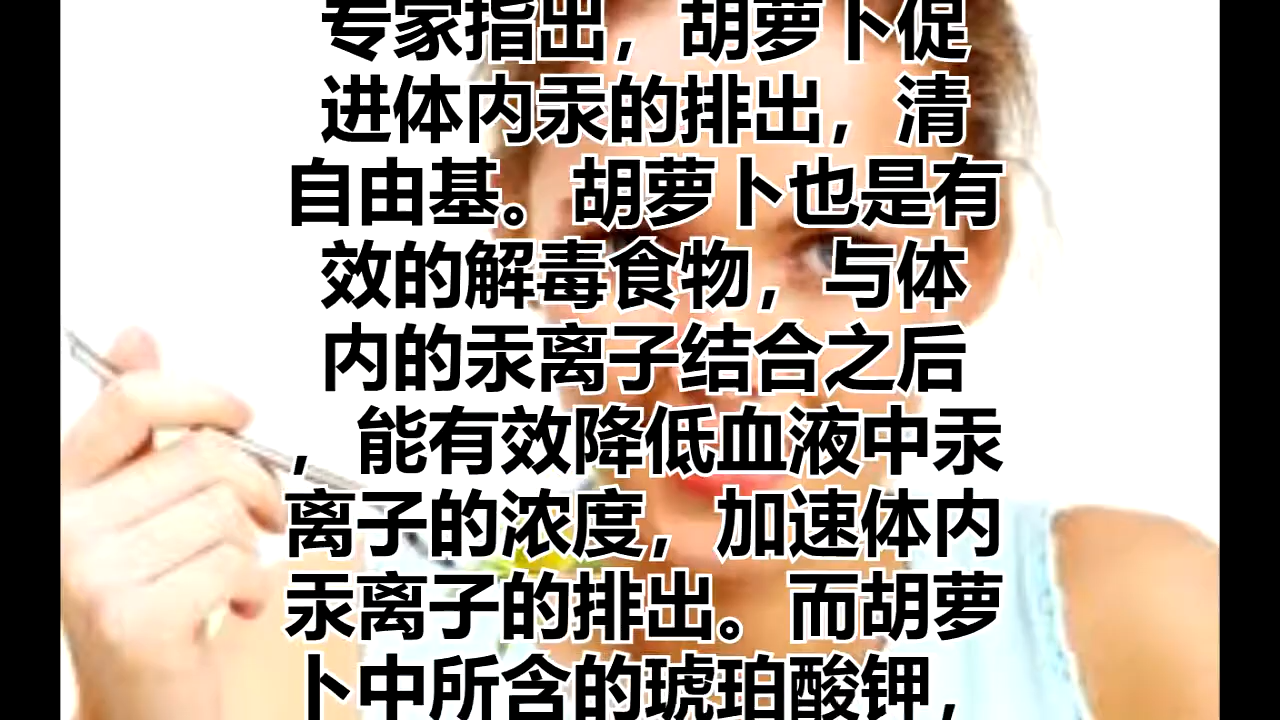 专家指出，胡萝卜促
进体内汞的排出，清
自由基。胡萝卜也是有
效的解毒食物，与体
内的汞离子结合之后
，能有效降低血液中汞
离子的浓度，加速体内
汞离子的排出。而胡萝
卜中所含的琥珀酸钾，